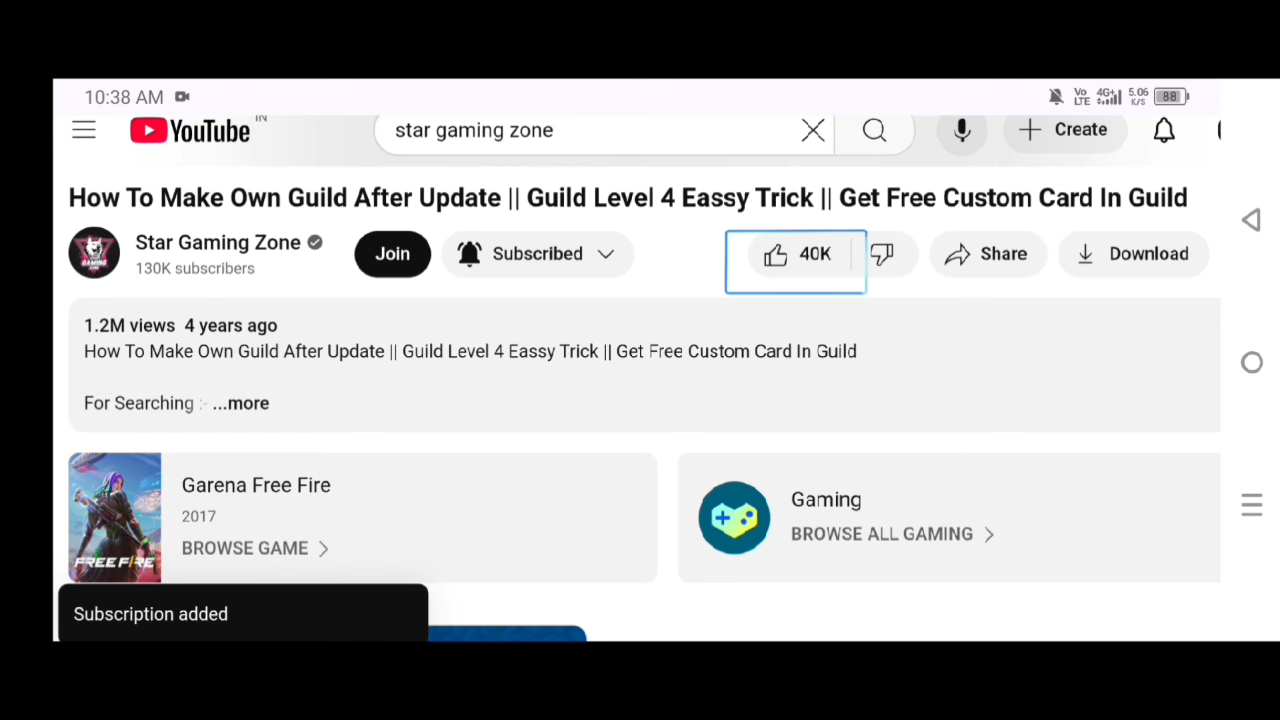 10:38 AM
Vo LTE 4G+ 5.06 K/S 88
YouTube IN
star gaming zone
Create
How To Make Own Guild After Update || Guild Level 4 Eassy Trick || Get Free Custom Card In Guild
Star Gaming Zone
130K subscribers
Join
Subscribed
40K
Share
Download
1.2M views 4 years ago
How To Make Own Guild After Update || Guild Level 4 Eassy Trick || Get Free Custom Card In Guild
For Searching :- ...more
Garena Free Fire
2017
BROWSE GAME
FREE FIRE
Gaming
BROWSE ALL GAMING
Subscription added